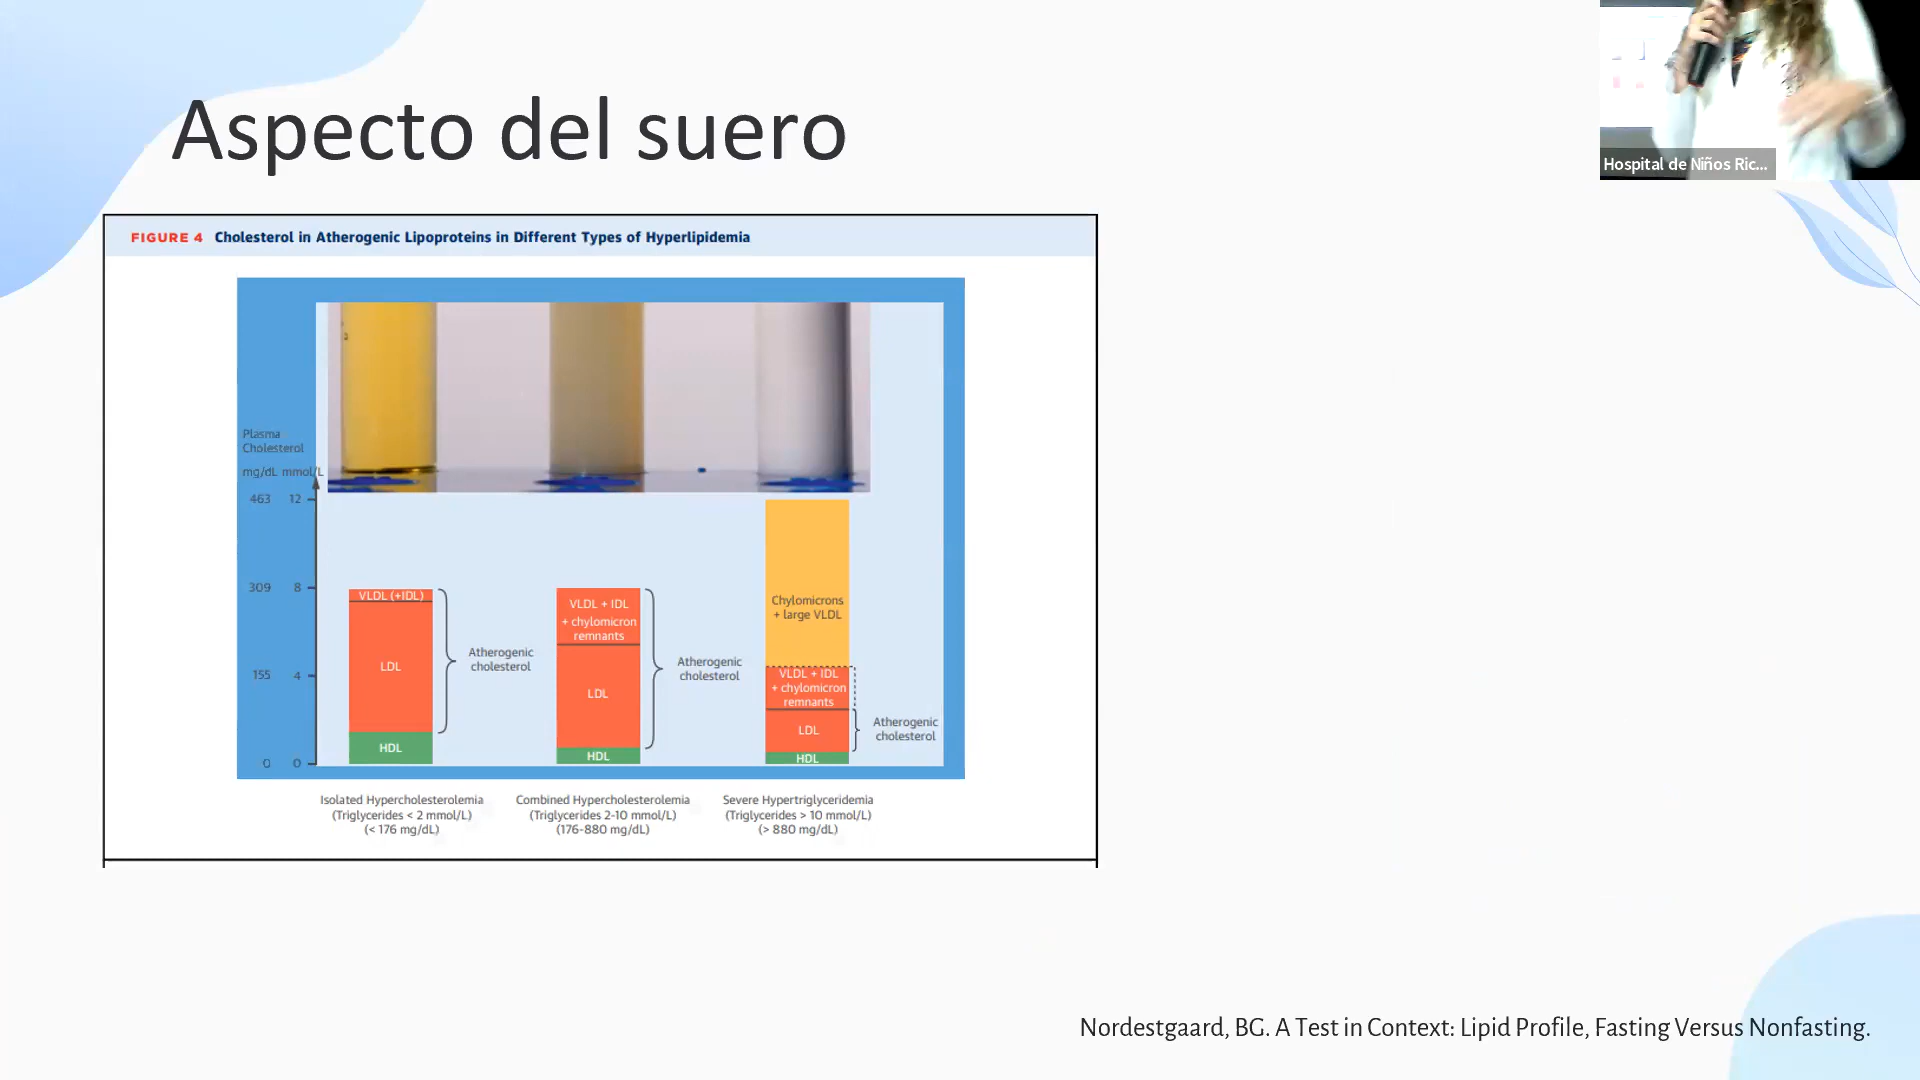 Aspecto del suero
Hospital de Niños Ric...
FIGURE 4 Cholesterol in Atherogenic Lipoproteins in Different Types of Hyperlipidemia
Plasma
Cholesterol
mg/dL mmol/L
463 12
309 8
155 4
0 0
VLDL (+IDL)
LDL
HDL
Atherogenic
cholesterol
VLDL + IDL
+ chylomicron
remnants
LDL
HDL
Atherogenic
cholesterol
Chylomicrons
+ large VLDL
VLDL + IDL
+ chylomicron
remnants
LDL
HDL
Atherogenic
cholesterol
Isolated Hypercholesterolemia
(Triglycerides < 2 mmol/L)
(< 176 mg/dL)
Combined Hypercholesterolemia
(Triglycerides 2-10 mmol/L)
(176-880 mg/dL)
Severe Hypertriglyceridemia
(Triglycerides > 10 mmol/L)
(> 880 mg/dL)
Nordestgaard, BG. A Test in Context: Lipid Profile, Fasting Versus Nonfasting.